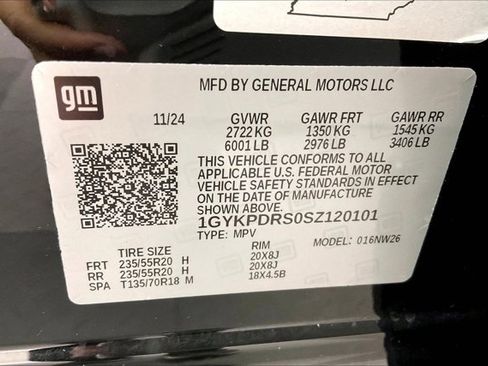 gm
MFD BY GENERAL MOTORS LLC
11/24 GVWR GAWR FRT GAWR RR
2722 KG 1350 KG 1545 KG
6001 LB 2976 LB 3406 LB
THIS VEHICLE CONFORMS TO ALL
APPLICABLE U.S. FEDERAL MOTOR
VEHICLE SAFETY STANDARDS IN EFFECT
ON THE DATE OF MANUFACTURE
SHOWN ABOVE.
1GYKPDRS0SZ120101
TYPE: MPV MODEL: 016NW26
TIRE SIZE RIM
FRT 235/55R20 H 20X8J
RR 235/55R20 H 20X8J
SPA T135/70R18 M 18X4.5B